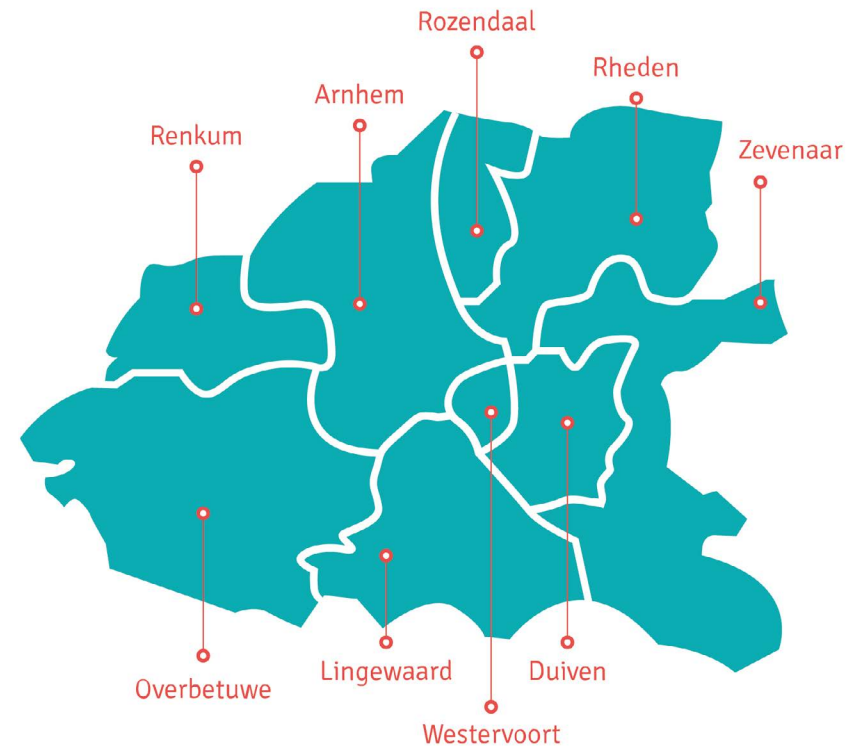 Rozendaal
Rheden
Arnhem
Renkum
Zevenaar
Lingewaard
Duiven
Overbetuwe
Westervoort